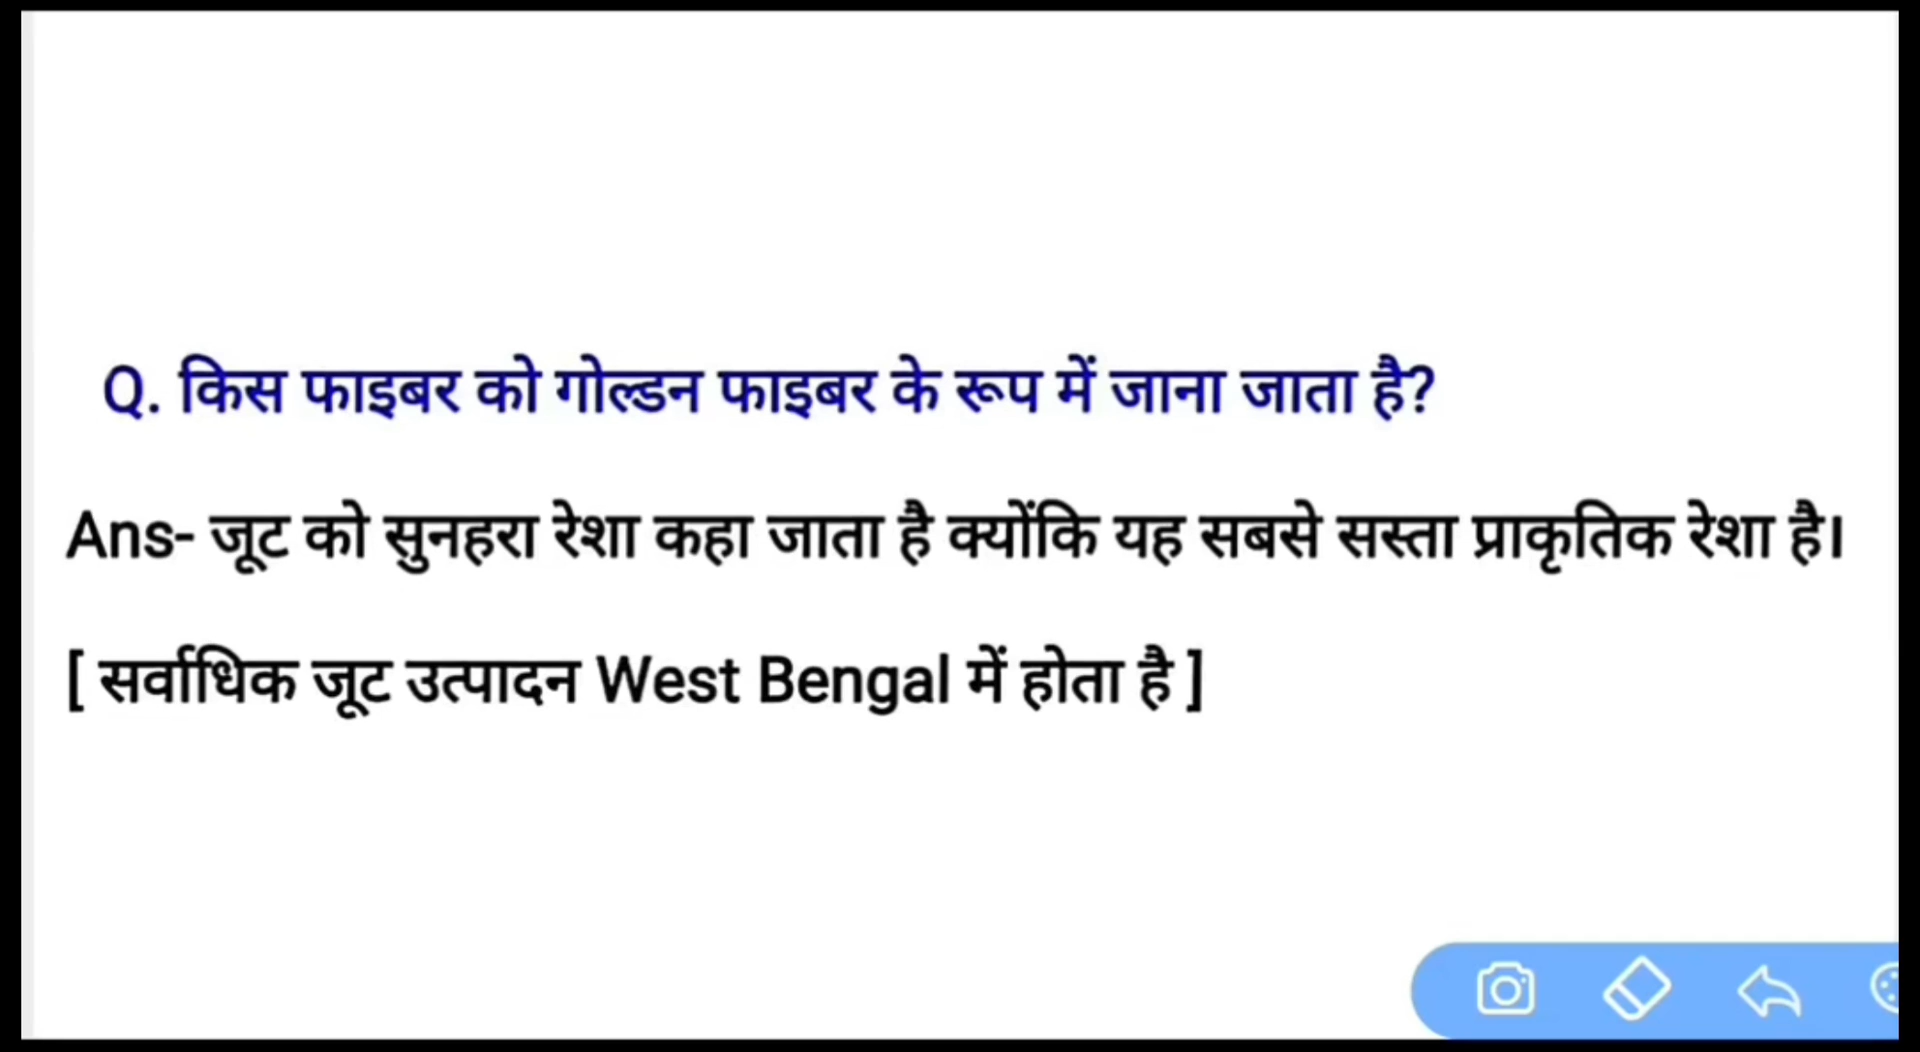 Q. किस फाइबर को गोल्डन फाइबर के रूप में जाना जाता है?
Ans- जूट को सुनहरा रेशा कहा जाता है क्योंकि यह सबसे सस्ता प्राकृतिक रेशा है।
[ सर्वाधिक जूट उत्पादन West Bengal में होता है ]